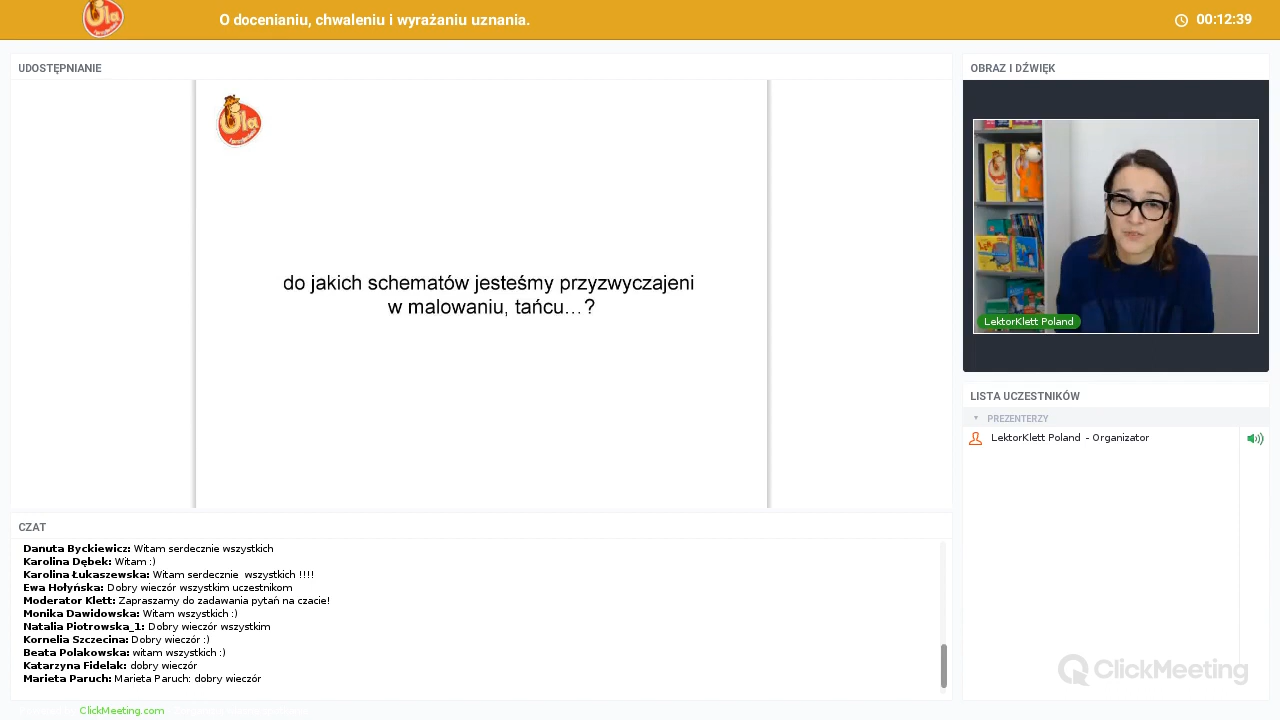 Ula
O docenianiu, chwaleniu i wyrażaniu uznania.
00:12:39
UDOSTĘPNIANIE
Ula
do jakich schematów jesteśmy przyzwyczajeni
w malowaniu, tańcu...?
OBRAZ I DŹWIĘK
LektorKlett Poland
LISTA UCZESTNIKÓW
PREZENTERZY
LektorKlett Poland - Organizator
CZAT
Danuta Byckiewicz: Witam serdecznie wszystkich
Karolina Dębek: Witam :)
Karolina Łukaszewska: Witam serdecznie wszystkich !!!!
Ewa Hołyńska: Dobry wieczór wszystkim uczestnikom
Moderator Klett: Zapraszamy do zadawania pytań na czacie!
Monika Dawidowska: Witam wszystkich :)
Natalia Piotrowska_1: Dobry wieczór wszystkim
Kornelia Szczecina: Dobry wieczór :)
Beata Polakowska: witam wszystkich :)
Katarzyna Fidelak: dobry wieczór
Marieta Paruch: Marieta Paruch: dobry wieczór
ClickMeeting
ClickMeeting.com